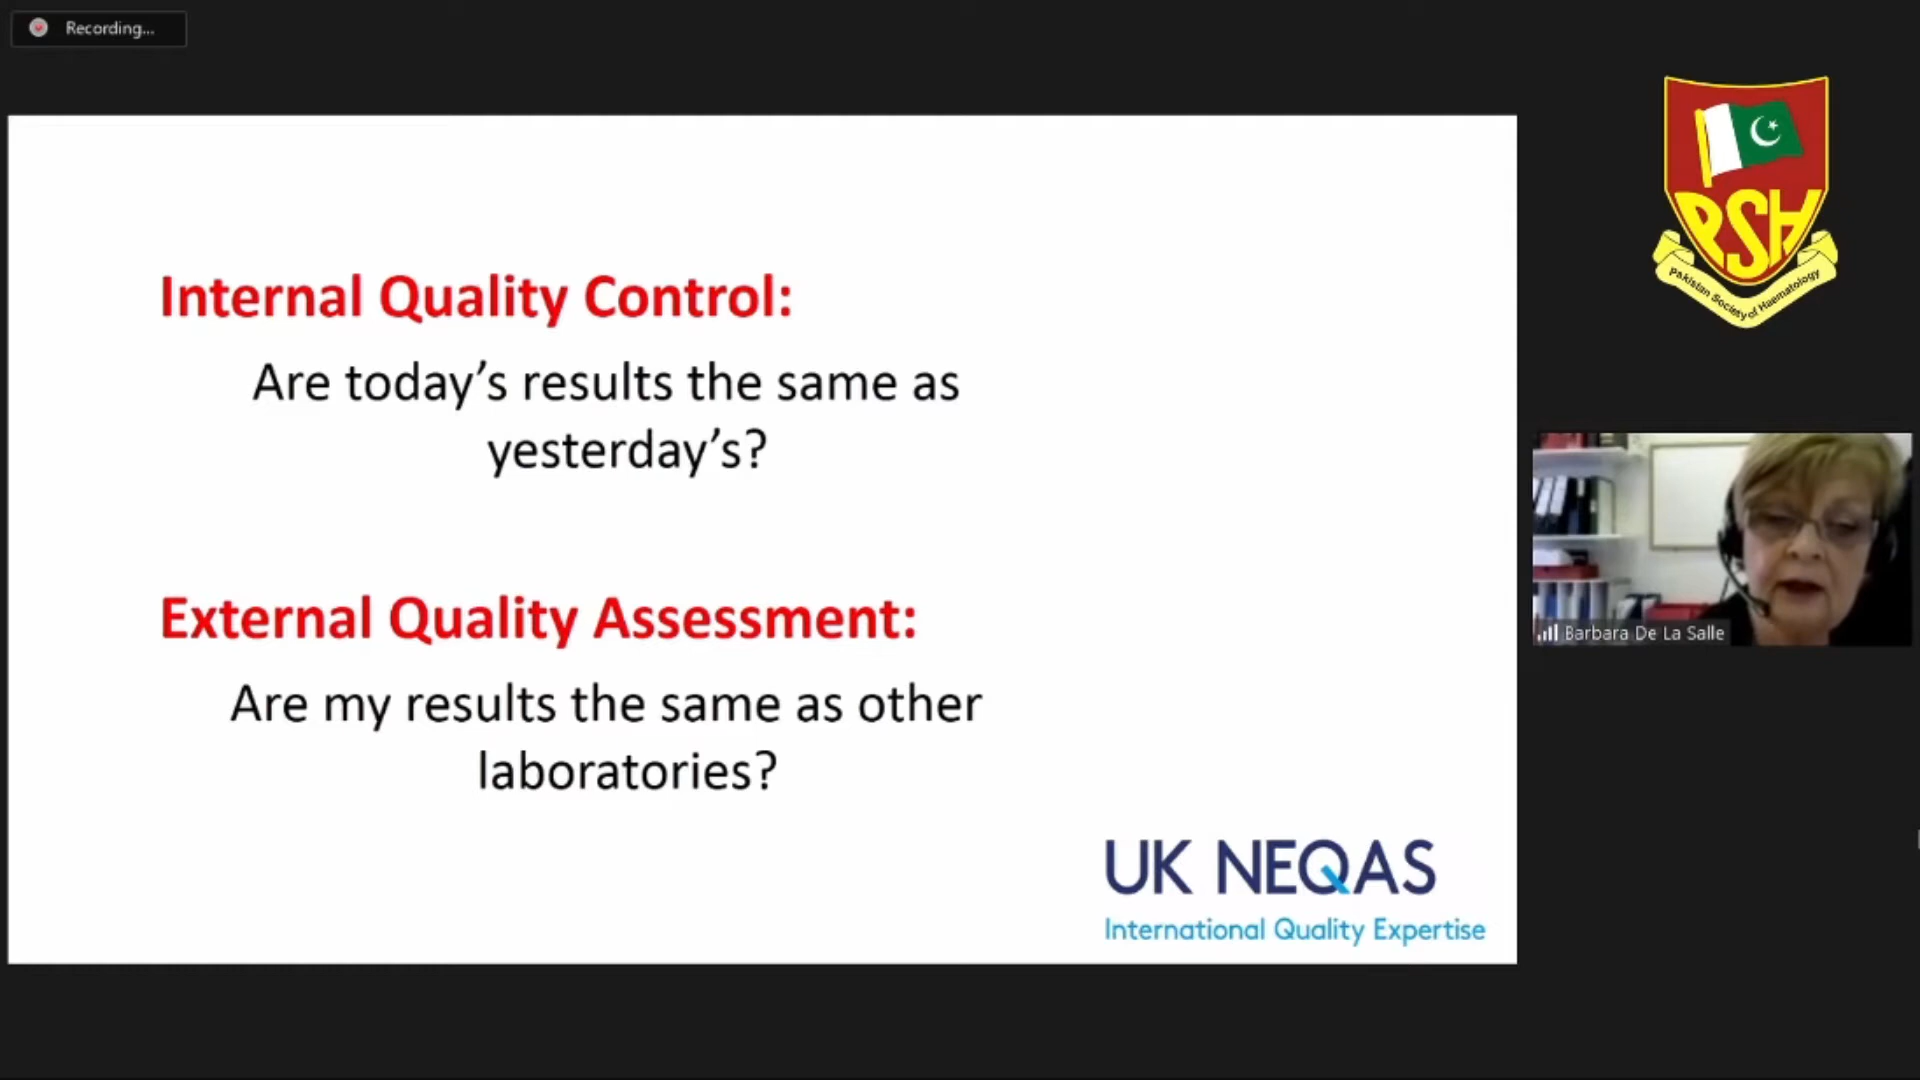 Recording...
Internal Quality Control:
Are today's results the same as
yesterday's?
External Quality Assessment:
Are my results the same as other
laboratories?
UK NEQAS
International Quality Expertise
PSH
Pakistan Society of Haematology
Barbara De La Salle